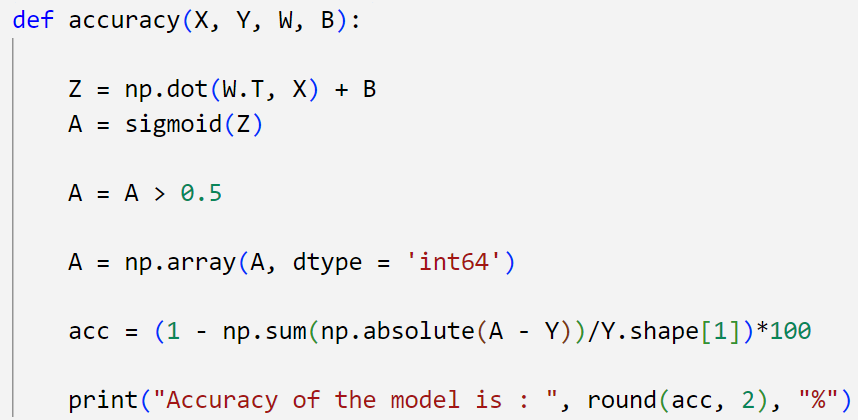 def accuracy(X, Y, W, B):
Z = np.dot(W.T, X) + B
A = sigmoid(Z)
A = A > 0.5
A = np.array(A, dtype = 'int64')
acc = (1 - np.sum(np.absolute(A - Y))/Y.shape[1])*100
print("Accuracy of the model is : ", round(acc, 2), "%")